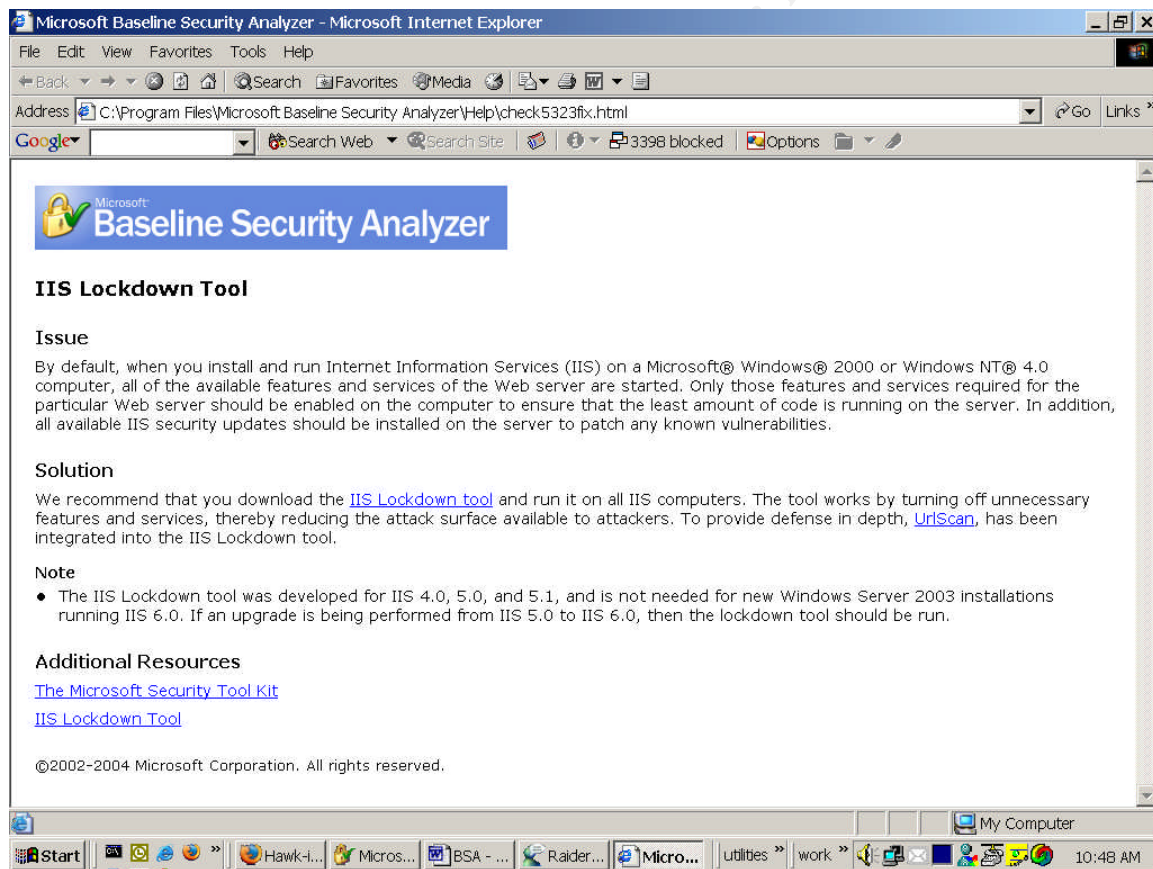 Microsoft Baseline Security Analyzer - Microsoft Internet Explorer
File Edit View Favorites Tools Help
Back Search Favorites Media
Address C:\Program Files\Microsoft Baseline Security Analyzer\Help\check5323fix.html Go Links »
Google Search Web Search Site 3398 blocked Options
Microsoft
Baseline Security Analyzer
IIS Lockdown Tool
Issue
By default, when you install and run Internet Information Services (IIS) on a Microsoft® Windows® 2000 or Windows NT® 4.0
computer, all of the available features and services of the Web server are started. Only those features and services required for the
particular Web server should be enabled on the computer to ensure that the least amount of code is running on the server. In addition,
all available IIS security updates should be installed on the server to patch any known vulnerabilities.
Solution
We recommend that you download the IIS Lockdown tool and run it on all IIS computers. The tool works by turning off unnecessary
features and services, thereby reducing the attack surface available to attackers. To provide defense in depth, UrlScan, has been
integrated into the IIS Lockdown tool.
Note
• The IIS Lockdown tool was developed for IIS 4.0, 5.0, and 5.1, and is not needed for new Windows Server 2003 installations
running IIS 6.0. If an upgrade is being performed from IIS 5.0 to IIS 6.0, then the lockdown tool should be run.
Additional Resources
The Microsoft Security Tool Kit
IIS Lockdown Tool
©2002-2004 Microsoft Corporation. All rights reserved.
My Computer
Start » Hawk-i... Micros... BSA - ... Raider... Micro... utilities » work » 10:48 AM